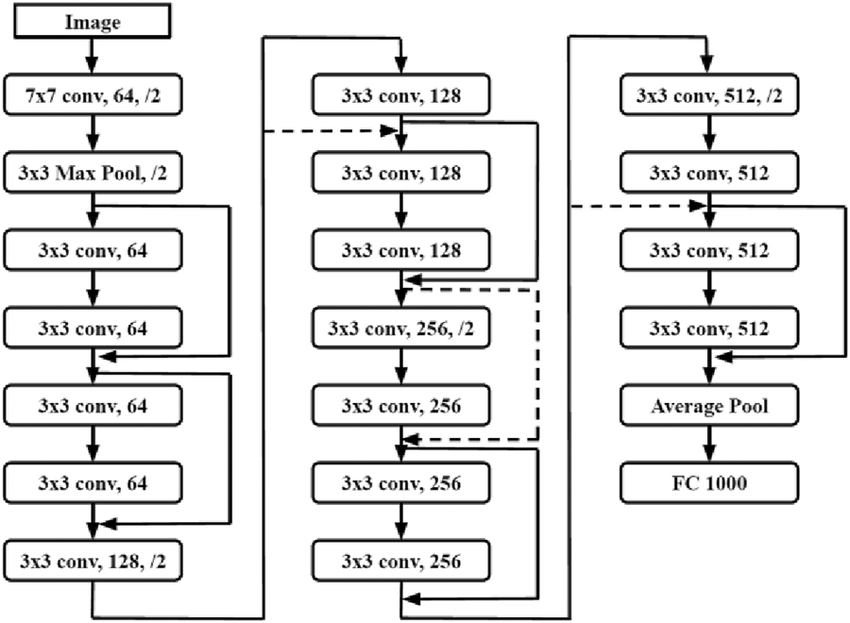 Image
7x7 conv, 64, /2
3x3 Max Pool, /2
3x3 conv, 64
3x3 conv, 64
3x3 conv, 64
3x3 conv, 64
3x3 conv, 128, /2
3x3 conv, 128
3x3 conv, 128
3x3 conv, 128
3x3 conv, 256, /2
3x3 conv, 256
3x3 conv, 256
3x3 conv, 256
3x3 conv, 512, /2
3x3 conv, 512
3x3 conv, 512
3x3 conv, 512
Average Pool
FC 1000